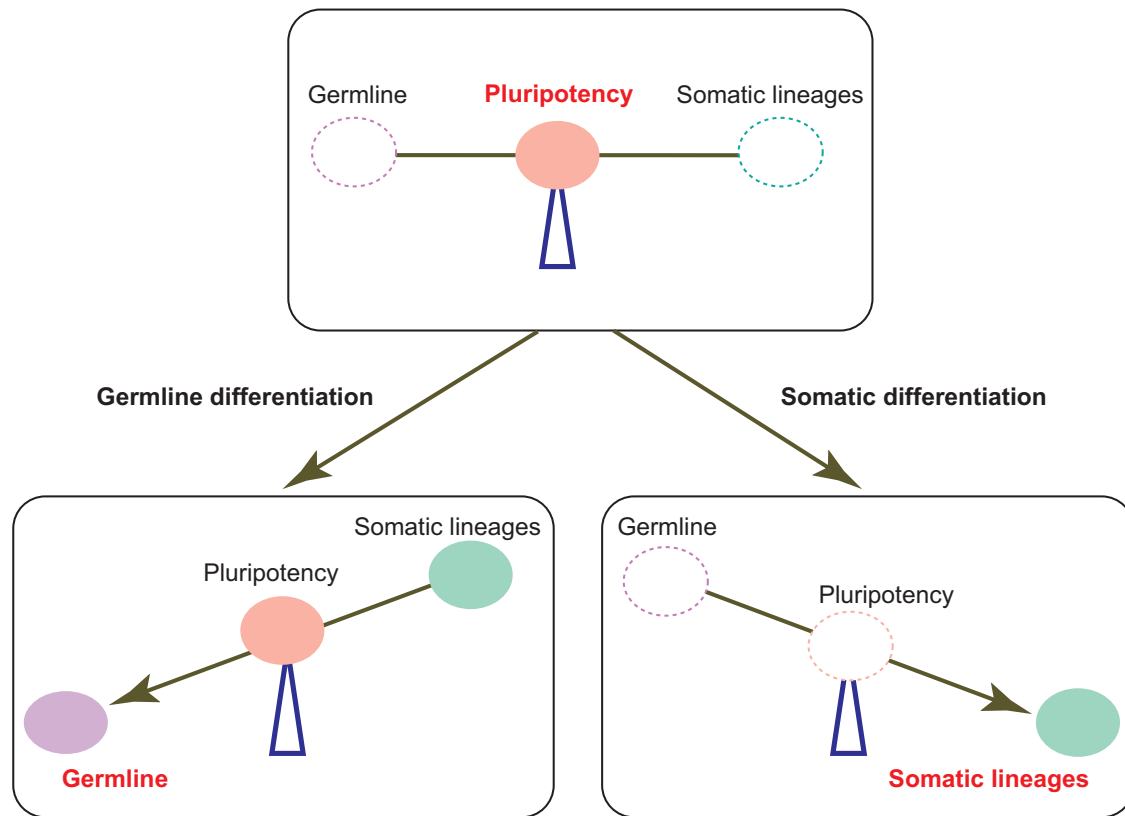 Germline
Pluripotency
Somatic lineages
Germline differentiation
Somatic differentiation
Somatic lineages
Pluripotency
Germline
Germline
Pluripotency
Somatic lineages